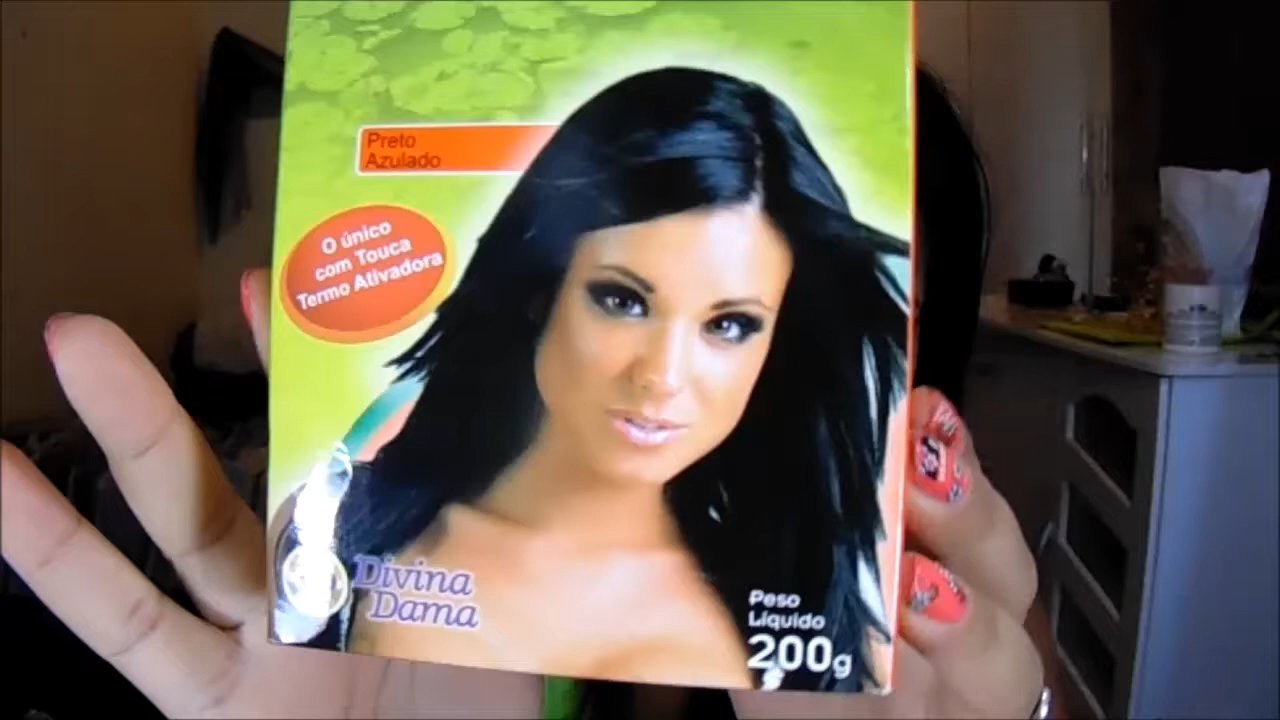 Preto
Azulado
O único
com Touca
Termo Ativadora
Divina
Dama
Peso
Líquido
200g